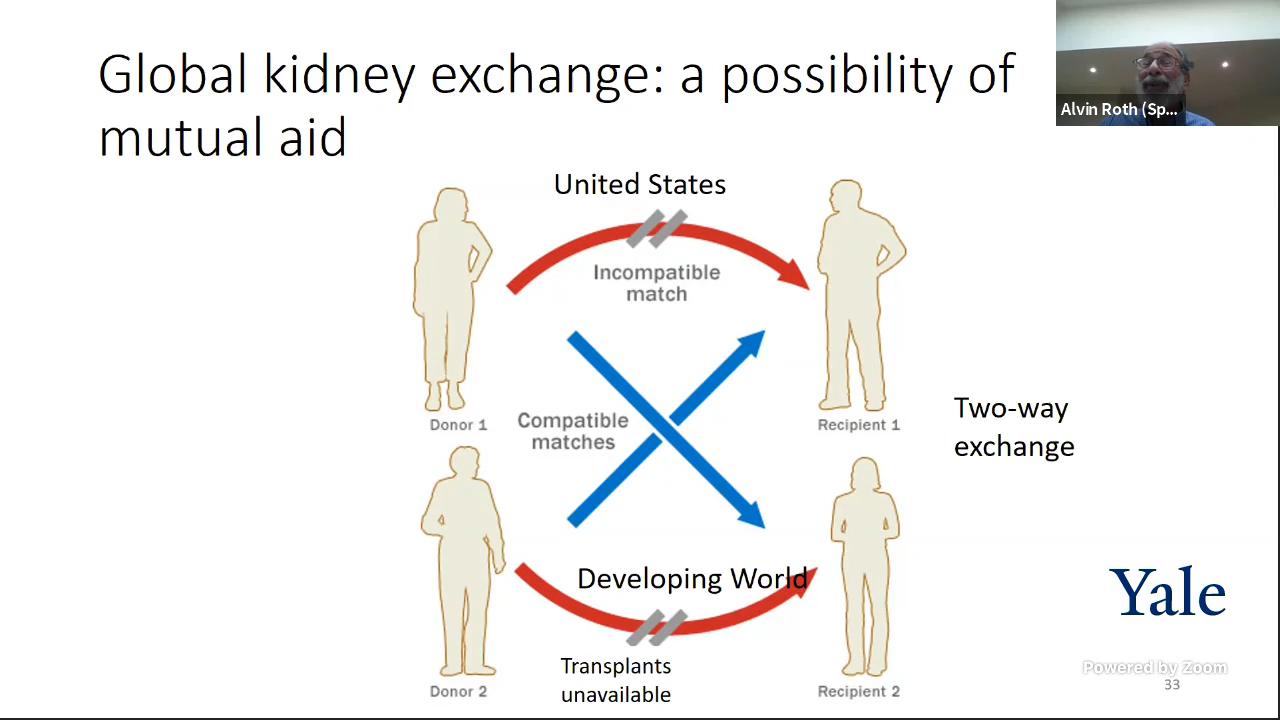 Global kidney exchange: a possibility of
mutual aid
Alvin Roth (Sp...
United States
Incompatible
match
Donor 1
Compatible
matches
Recipient 1
Two-way
exchange
Developing World
Transplants
unavailable
Donor 2
Recipient 2
Yale
Powered by Zoom
33